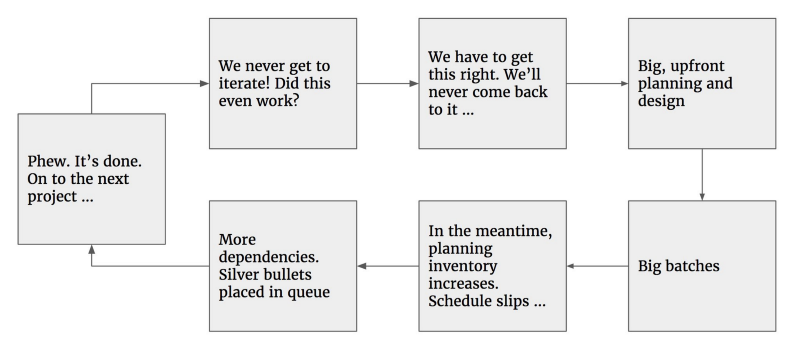 We never get to
iterate! Did this
even work?
We have to get
this right. We’ll
never come back
to it ...
Big, upfront
planning and
design
Phew. It’s done.
On to the next
project ...
More
dependencies.
Silver bullets
placed in queue
In the meantime,
planning
inventory
increases.
Schedule slips ...
Big batches